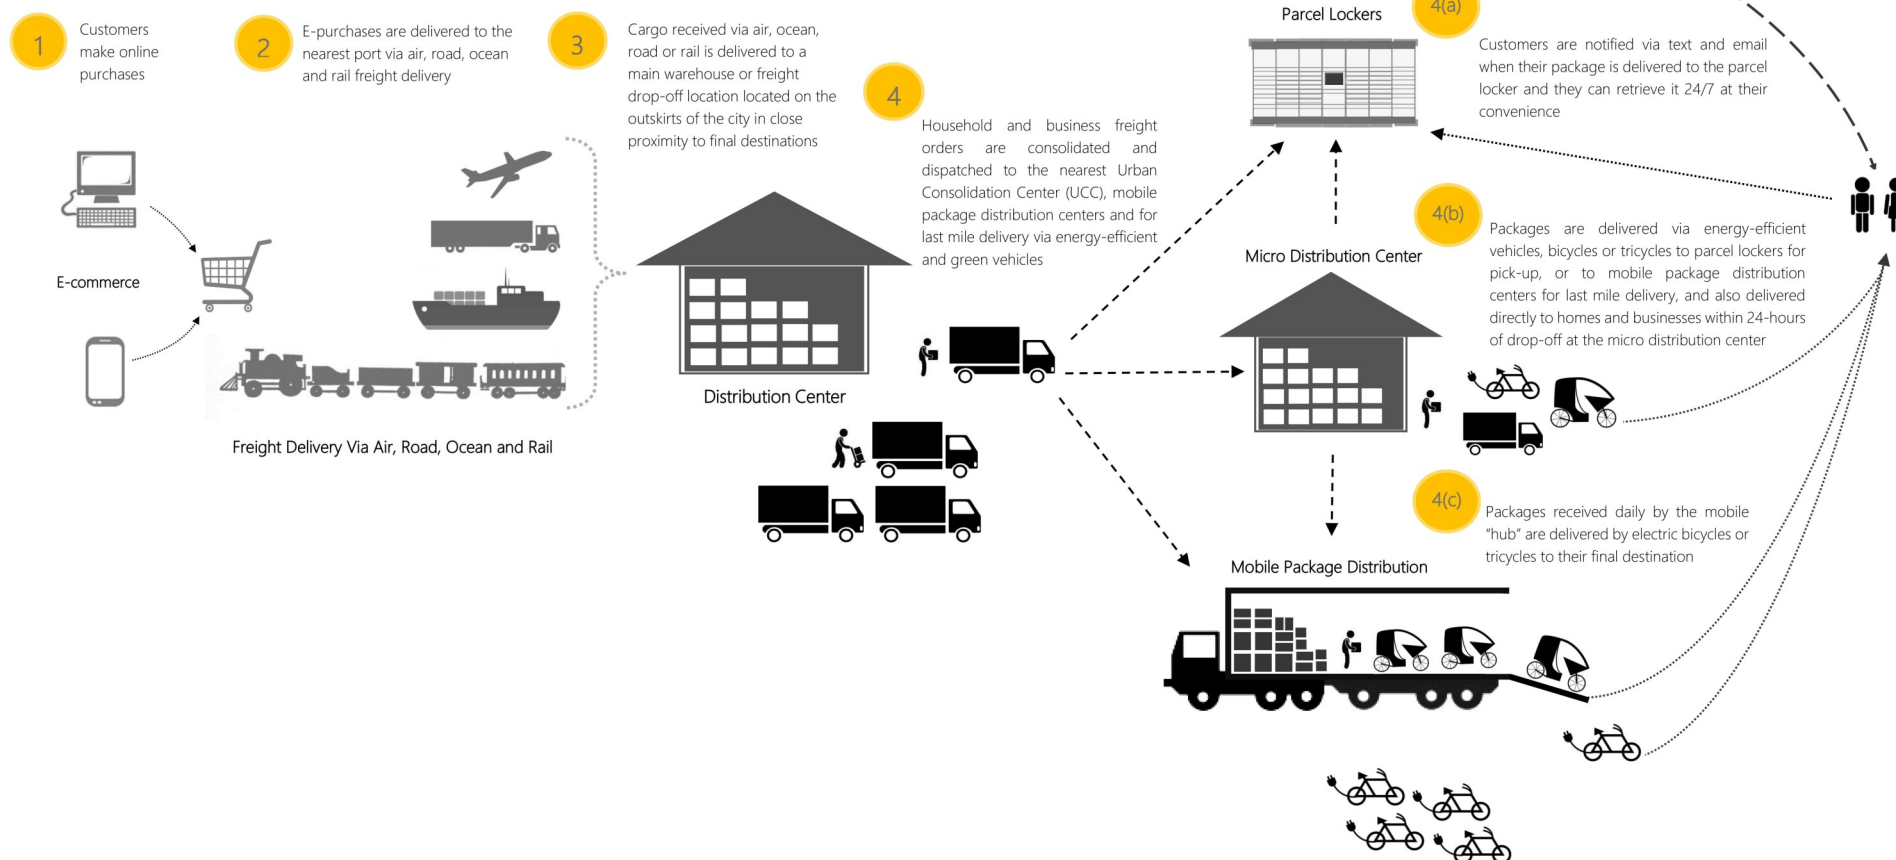 1
Customers
make online
purchases
2
E-purchases are delivered to the
nearest port via air, road, ocean
and rail freight delivery
3
Cargo received via air, ocean,
road or rail is delivered to a
main warehouse or freight
drop-off location located on the
outskirts of the city in close
proximity to final destinations
4
Household and business freight
orders are consolidated and
dispatched to the nearest Urban
Consolidation Center (UCC), mobile
package distribution centers and for
last mile delivery via energy-efficient
and green vehicles
E-commerce
Freight Delivery Via Air, Road, Ocean and Rail
Distribution Center
Parcel Lockers
4(a)
Customers are notified via text and email
when their package is delivered to the parcel
locker and they can retrieve it 24/7 at their
convenience
Micro Distribution Center
4(b)
Packages are delivered via energy-efficient
vehicles, bicycles or tricycles to parcel lockers for
pick-up, or to mobile package distribution
centers for last mile delivery, and also delivered
directly to homes and businesses within 24-hours
of drop-off at the micro distribution center
4(c)
Packages received daily by the mobile
“hub” are delivered by electric bicycles or
tricycles to their final destination
Mobile Package Distribution